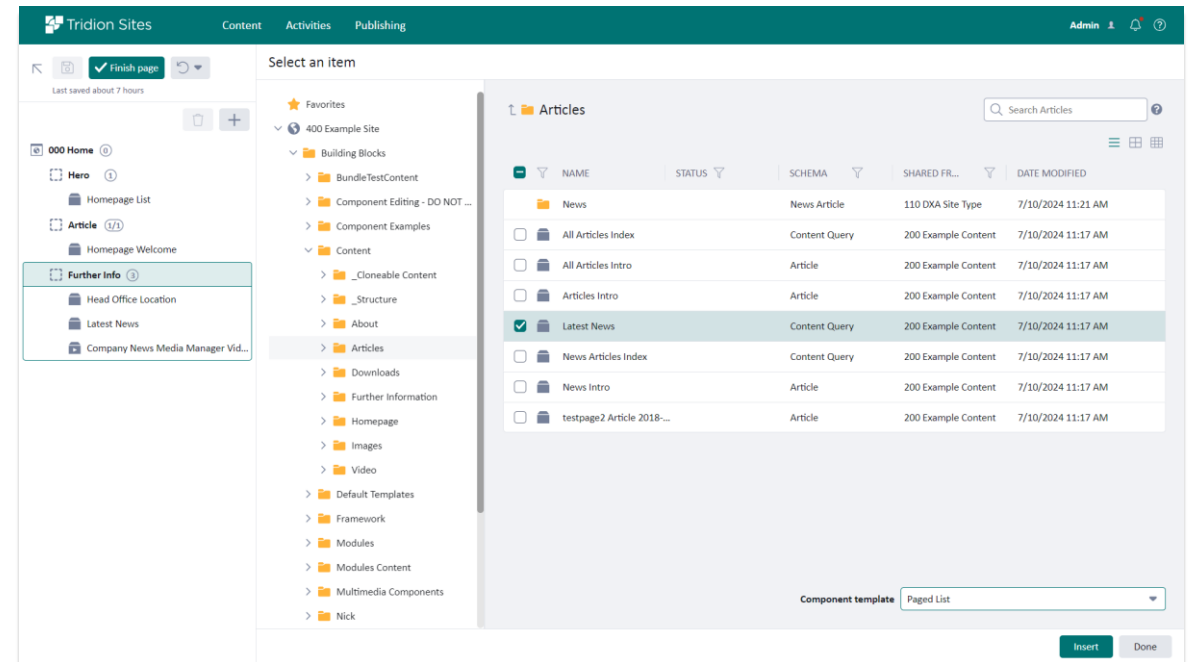 Tridion Sites Content Activities Publishing Admin
Finish page
Last saved about 7 hours
000 Home 0
Hero 1
Homepage List
Article 1/1
Homepage Welcome
Further Info 3
Head Office Location
Latest News
Company News Media Manager Vid...
Select an item
Favorites
400 Example Site
Building Blocks
BundleTestContent
Component Editing - DO NOT ...
Component Examples
Content
_Cloneable Content
_Structure
About
Articles
Downloads
Further Information
Homepage
Images
Video
Default Templates
Framework
Modules
Modules Content
Multimedia Components
Nick
Articles
Search Articles
NAME STATUS SCHEMA SHARED FR... DATE MODIFIED
News News Article 110 DXA Site Type 7/10/2024 11:21 AM
All Articles Index Content Query 200 Example Content 7/10/2024 11:17 AM
All Articles Intro Article 200 Example Content 7/10/2024 11:17 AM
Articles Intro Article 200 Example Content 7/10/2024 11:17 AM
Latest News Content Query 200 Example Content 7/10/2024 11:17 AM
News Articles Index Content Query 200 Example Content 7/10/2024 11:17 AM
News Intro Article 200 Example Content 7/10/2024 11:17 AM
testpage2 Article 2018-... Article 200 Example Content 7/10/2024 11:17 AM
Component template Paged List
Insert Done